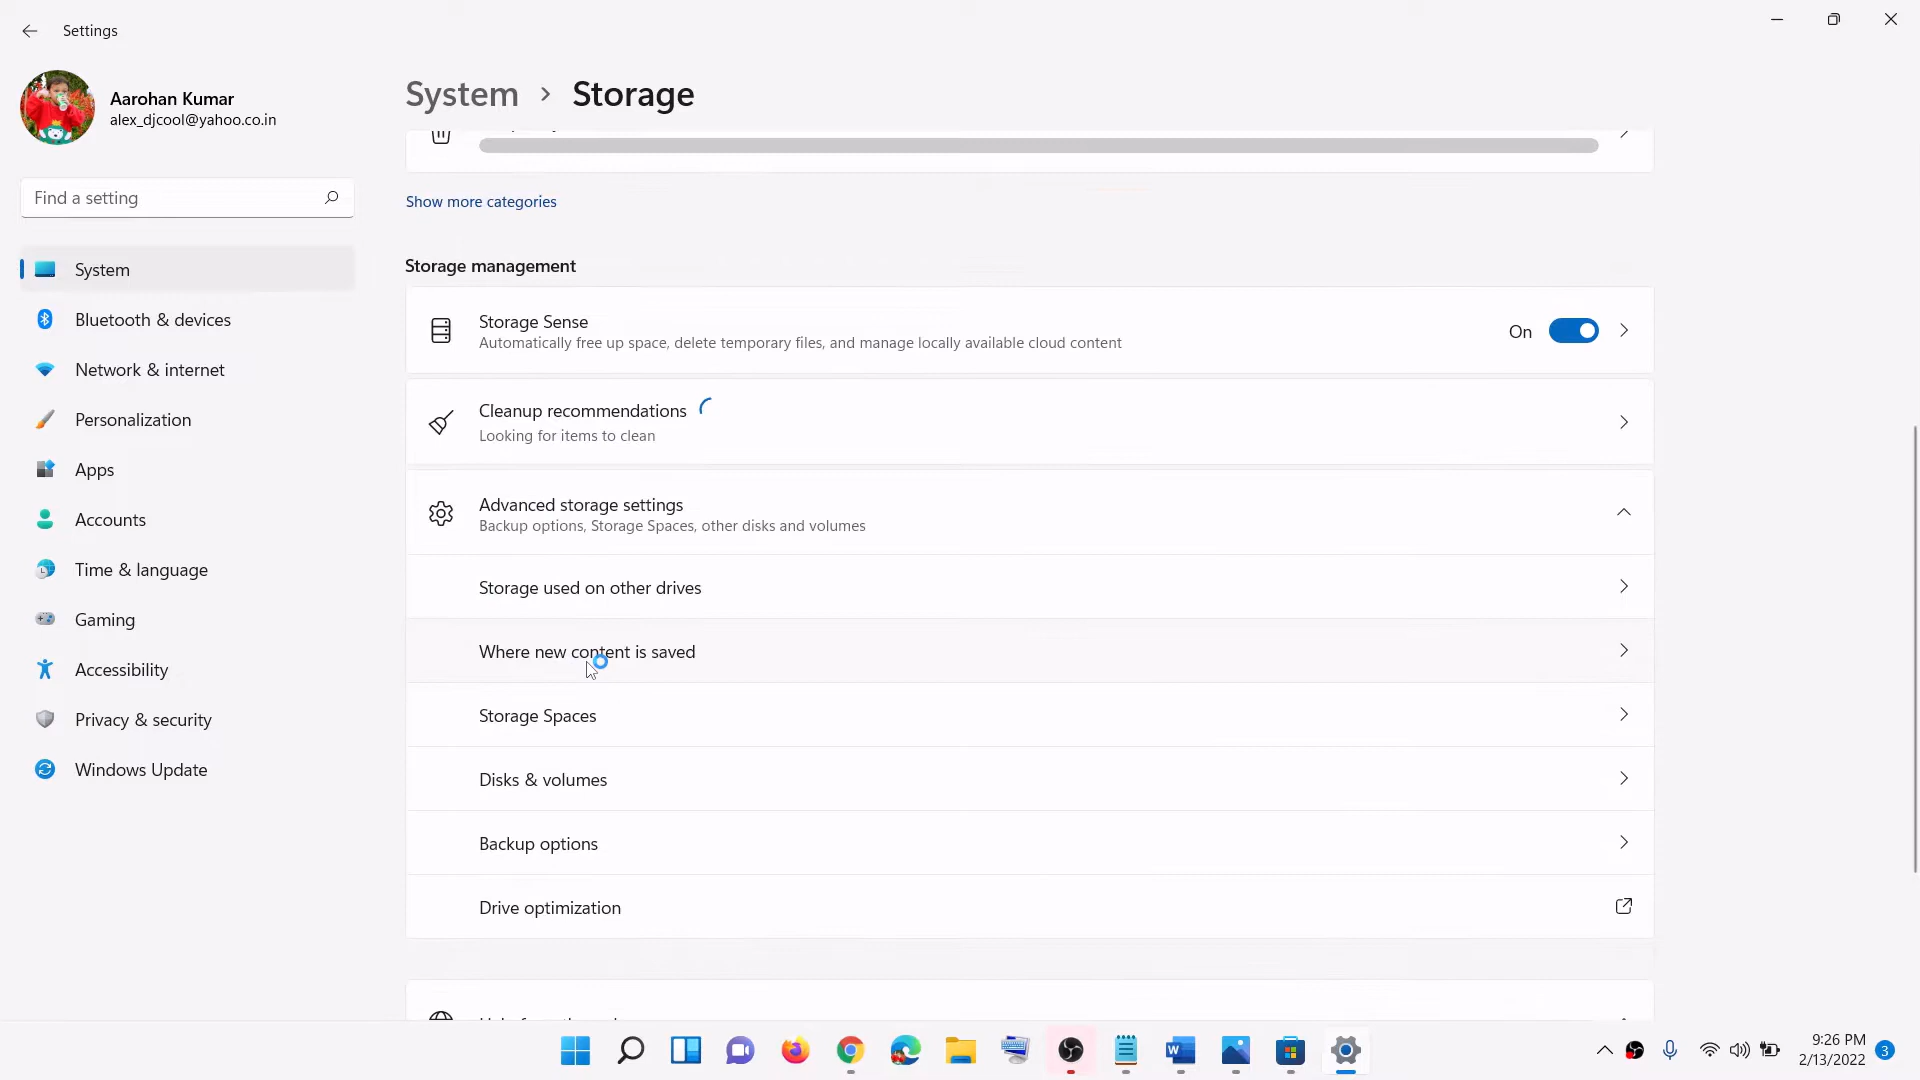 Settings
Aarohan Kumar
alex_djcool@yahoo.co.in
Find a setting
System
Bluetooth & devices
Network & internet
Personalization
Apps
Accounts
Time & language
Gaming
Accessibility
Privacy & security
Windows Update
System > Storage
Show more categories
Storage management
Storage Sense
Automatically free up space, delete temporary files, and manage locally available cloud content
On
Cleanup recommendations
Looking for items to clean
Advanced storage settings
Backup options, Storage Spaces, other disks and volumes
Storage used on other drives
Where new content is saved
Storage Spaces
Disks & volumes
Backup options
Drive optimization
9:26 PM
2/13/2022
3